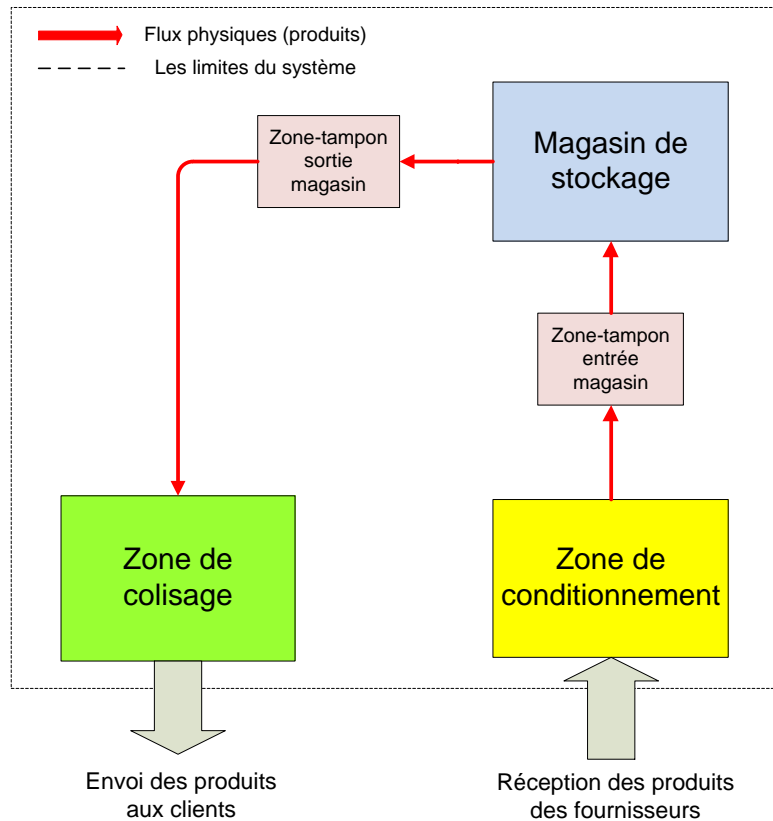 Flux physiques (produits)
Les limites du système
Zone-tampon
sortie
magasin
Magasin de
stockage
Zone-tampon
entrée
magasin
Zone de
colisage
Zone de
conditionnement
Envoi des produits
aux clients
Réception des produits
des fournisseurs